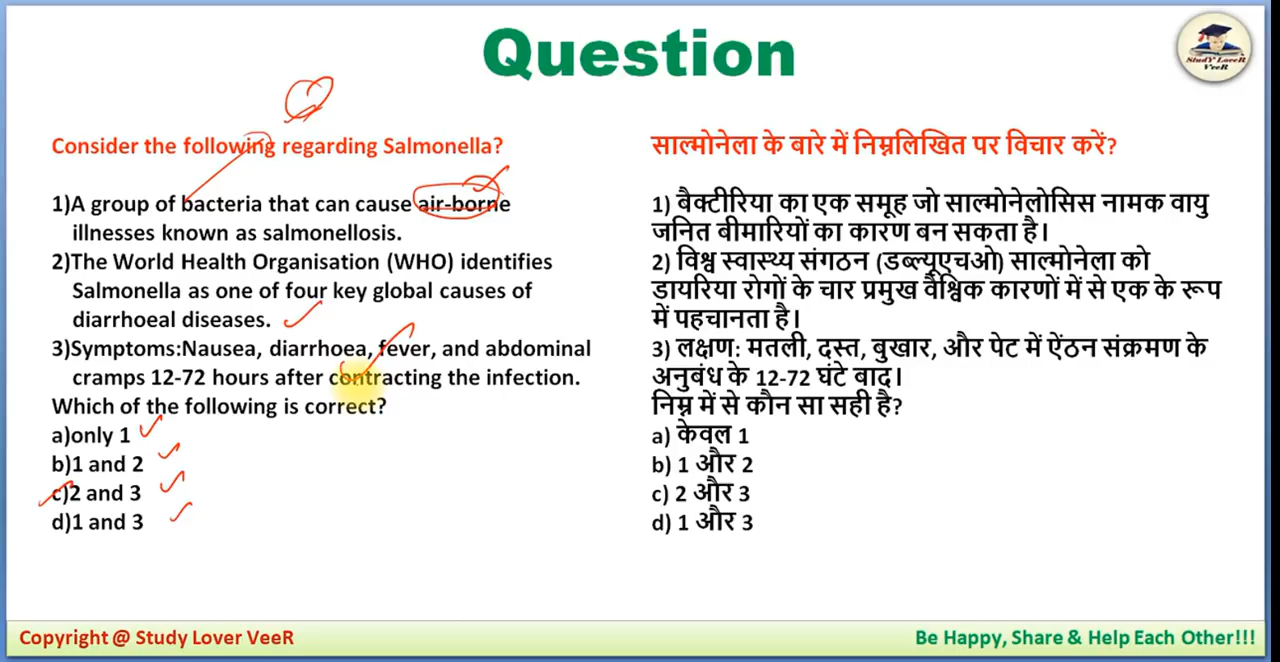 Question
StudY LoveR
VeeR
Consider the following regarding Salmonella?
1)A group of bacteria that can cause air-borne
illnesses known as salmonellosis.
2)The World Health Organisation (WHO) identifies
Salmonella as one of four key global causes of
diarrhoeal diseases.
3)Symptoms:Nausea, diarrhoea, fever, and abdominal
cramps 12-72 hours after contracting the infection.
Which of the following is correct?
a)only 1
b)1 and 2
c)2 and 3
d)1 and 3
साल्मोनेला के बारे में निम्नलिखित पर विचार करें?
1) बैक्टीरिया का एक समूह जो साल्मोनेलोसिस नामक वायु
जनित बीमारियों का कारण बन सकता है।
2) विश्व स्वास्थ्य संगठन (डब्ल्यूएचओ) साल्मोनेला को
डायरिया रोगों के चार प्रमुख वैश्विक कारणों में से एक के रूप
में पहचानता है।
3) लक्षण: मतली, दस्त, बुखार, और पेट में ऐंठन संक्रमण के
अनुबंध के 12-72 घंटे बाद।
निम्न में से कौन सा सही है?
a) केवल 1
b) 1 और 2
c) 2 और 3
d) 1 और 3
Copyright @ Study Lover VeeR
Be Happy, Share & Help Each Other!!!